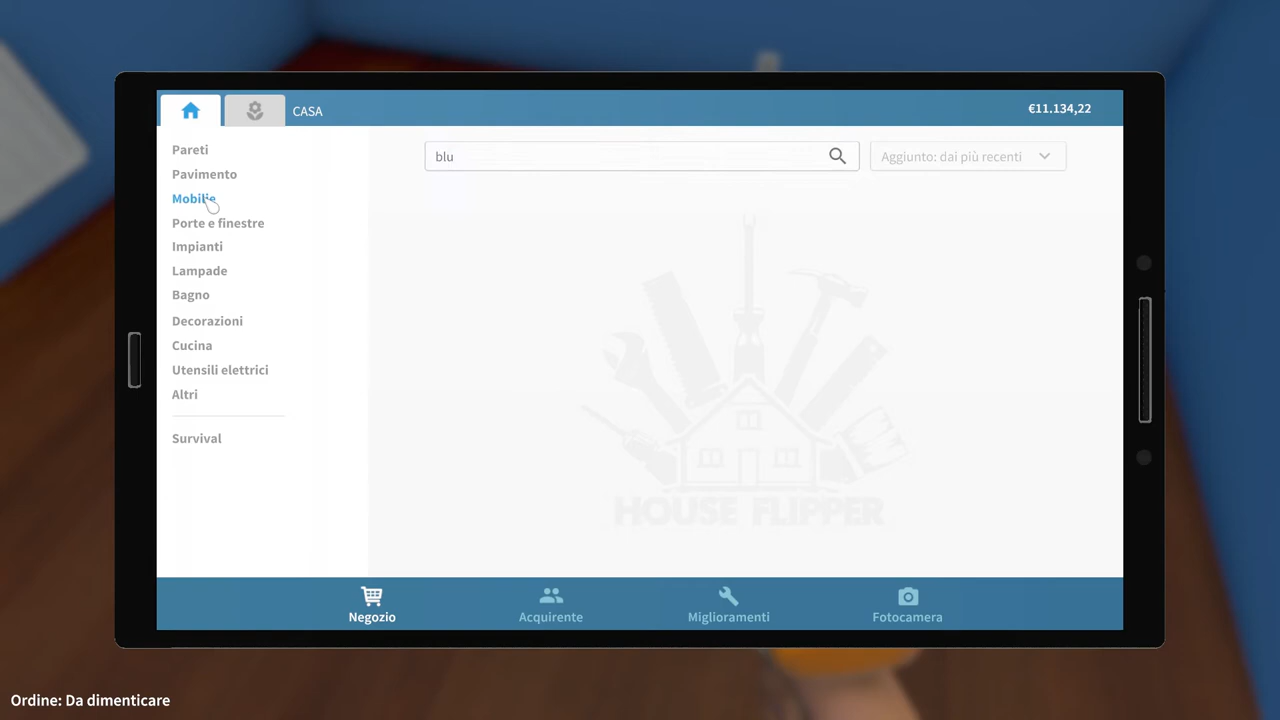 CASA
€11.134,22
Pareti
Pavimento
Mobilie
Porte e finestre
Impianti
Lampade
Bagno
Decorazioni
Cucina
Utensili elettrici
Altri
Survival
blu
Aggiunto: dai più recenti
HOUSE FLIPPER
Negozio
Acquirente
Miglioramenti
Fotocamera
Ordine: Da dimenticare